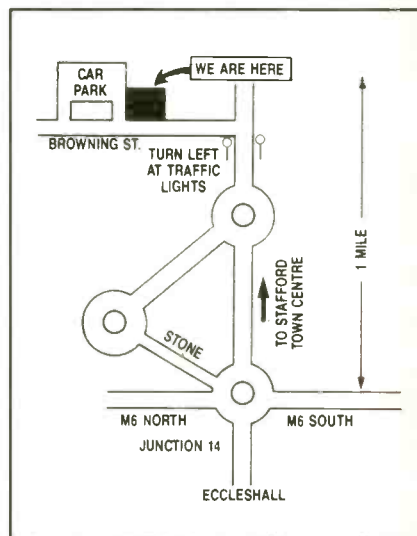 CAR
PARK
WE ARE HERE
BROWNING ST.
TURN LEFT
AT TRAFFIC
LIGHTS
1 MILE
TO STAFFORD
TOWN CENTRE
STONE
M6 NORTH
M6 SOUTH
JUNCTION 14
ECCLESHALL